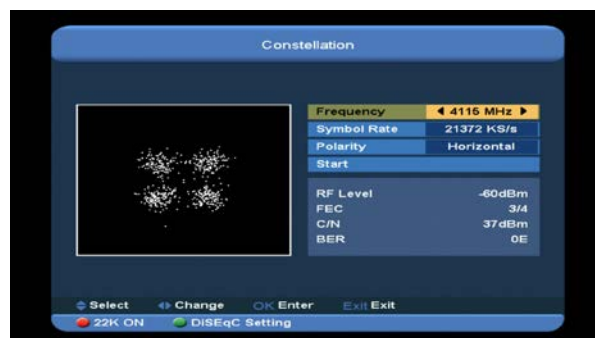 Constellation
Frequency 4115 MHz
Symbol Rate 21372 KS/s
Polarity Horizontal
Start
RF Level -60dBm
FEC 3/4
C/N 37dBm
BER 0E
Select Change OK Enter Exit Exit
22K ON DiSEqC Setting